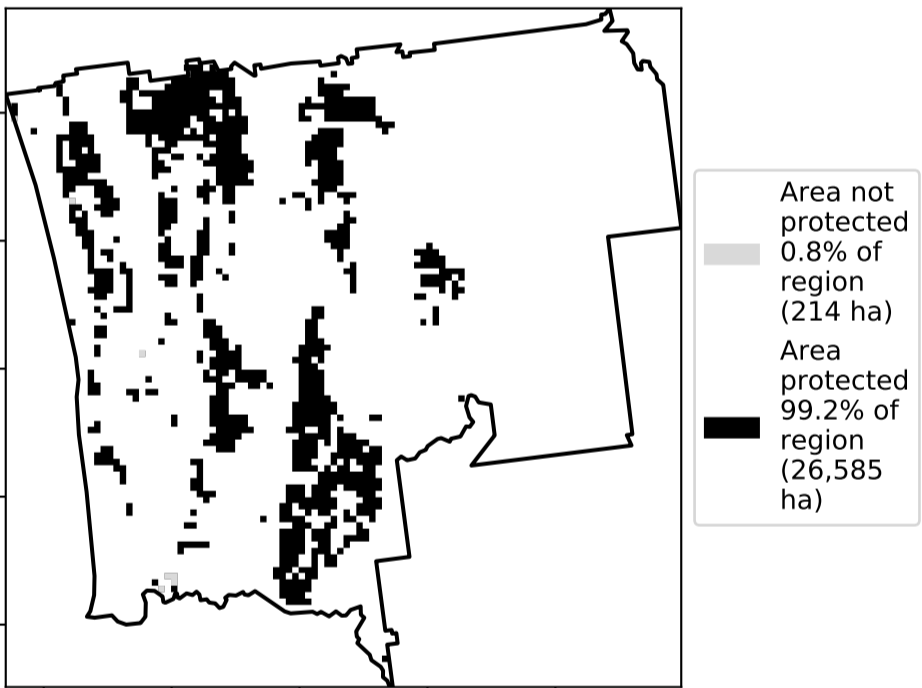 Area not
protected
0.8% of
region
(214 ha)
Area
protected
99.2% of
region
(26,585
ha)